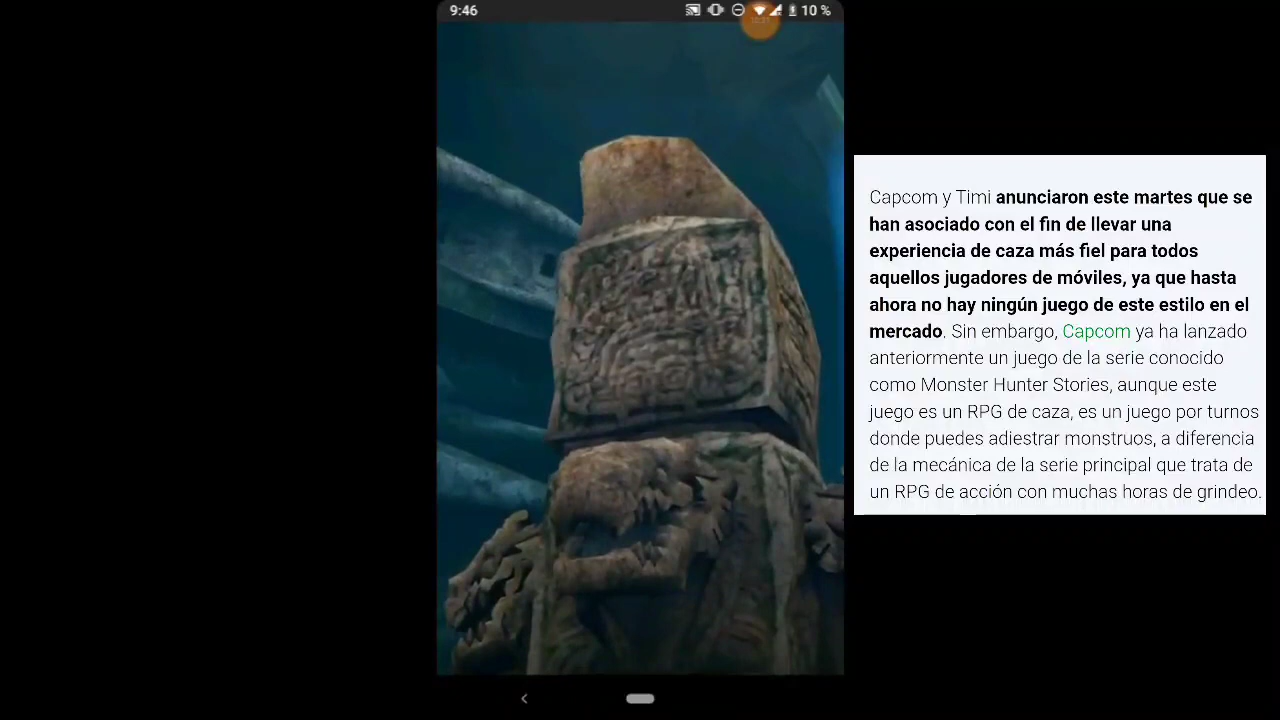 9:46
10 %
Capcom y Timi anunciaron este martes que se
han asociado con el fin de llevar una
experiencia de caza más fiel para todos
aquellos jugadores de móviles, ya que hasta
ahora no hay ningún juego de este estilo en el
mercado. Sin embargo, Capcom ya ha lanzado
anteriormente un juego de la serie conocido
como Monster Hunter Stories, aunque este
juego es un RPG de caza, es un juego por turnos
donde puedes adiestrar monstruos, a diferencia
de la mecánica de la serie principal que trata de
un RPG de acción con muchas horas de grindeo.